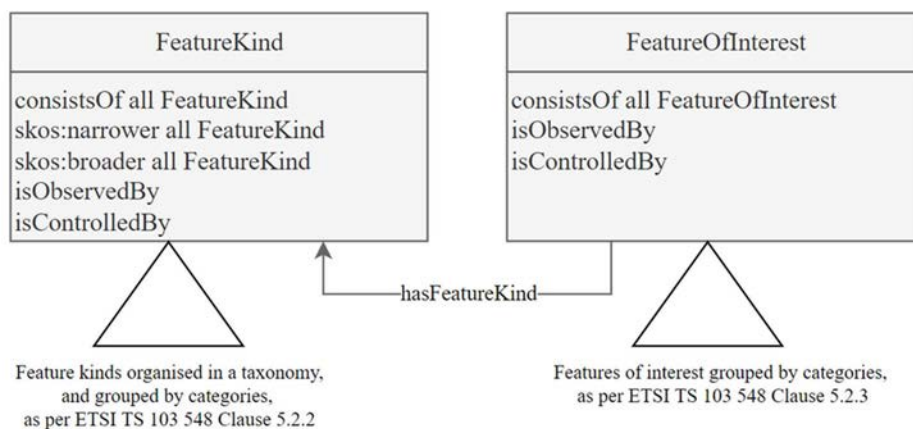 FeatureKind
consistsOf all FeatureKind
skos:narrower all FeatureKind
skos:broader all FeatureKind
isObservedBy
isControlledBy
FeatureOfInterest
consistsOf all FeatureOfInterest
isObservedBy
isControlledBy
hasFeatureKind
Feature kinds organised in a taxonomy,
and grouped by categories,
as per ETSI TS 103 548 Clause 5.2.2
Features of interest grouped by categories,
as per ETSI TS 103 548 Clause 5.2.3